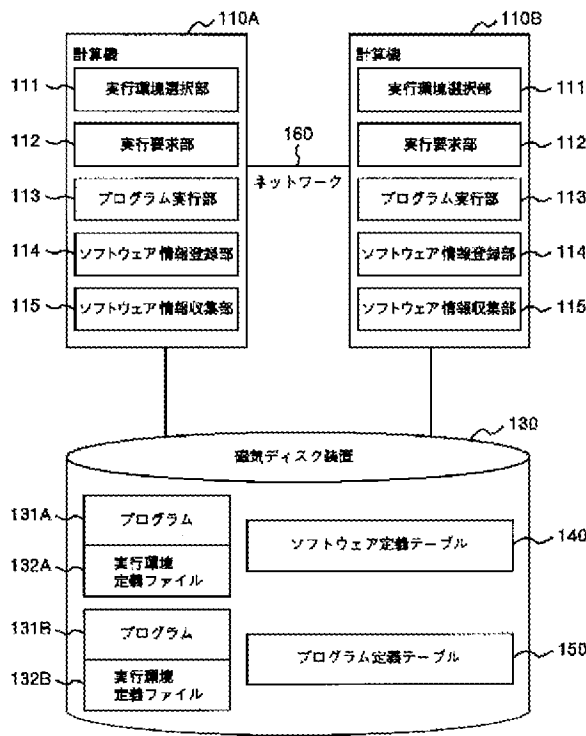 110A
110B
計算機
計算機
111
実行環境選択部
実行環境選択部
111
112
実行要求部
160
実行要求部
112
ネットワーク
113
プログラム実行部
プログラム実行部
113
114
ソフトウェア情報登録部
ソフトウェア情報登録部
114
115
ソフトウェア情報収集部
ソフトウェア情報収集部
115
130
磁気ディスク装置
131A
プログラム
132A
実行環境
定義ファイル
ソフトウェア定義テーブル
140
131B
プログラム
132B
実行環境
定義ファイル
プログラム定義テーブル
150